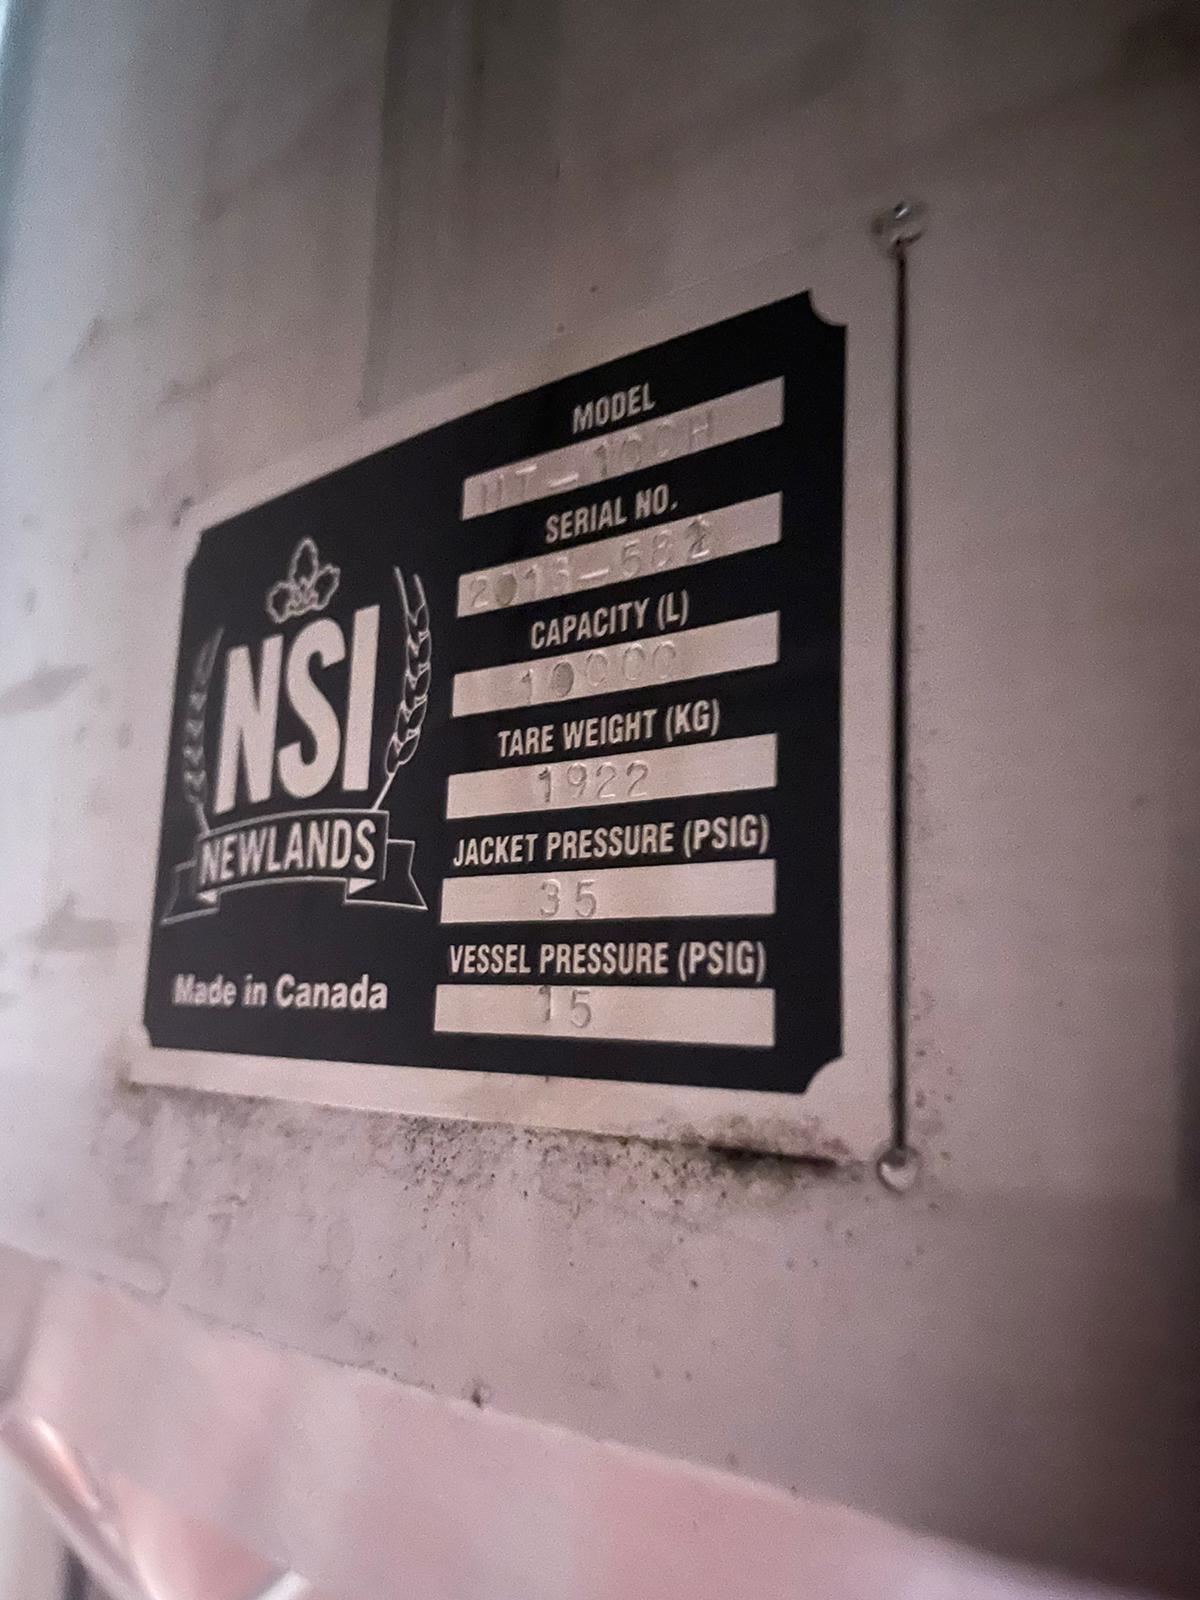 MODEL
SERIAL NO.
CAPACITY (L)
10000
TARE WEIGHT (KG)
1922
JACKET PRESSURE (PSIG)
35
VESSEL PRESSURE (PSIG)
15
NSI
NEWLANDS
Made in Canada